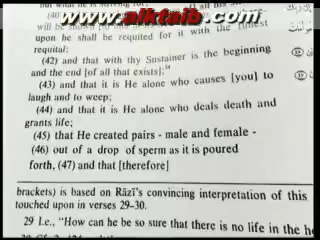 www.alktaib.com
upon he shall be requited for it with the fullest
requital;
(42) and that with thy Sustainer is the beginning
and the end [of all that exists].
(43) and that it is He alone who causes [you] to
laugh and to weep;
(44) and that it is He alone who deals death and
grants life;
(45) that He created pairs - male and female -
(46) out of a drop of sperm as it is poured
forth, (47) and that [therefore]
brackets) is based on Rāzī's convincing interpretation of this
touched upon in verses 29-30.
29 I.e., "How can he be so sure that there is no life in the h